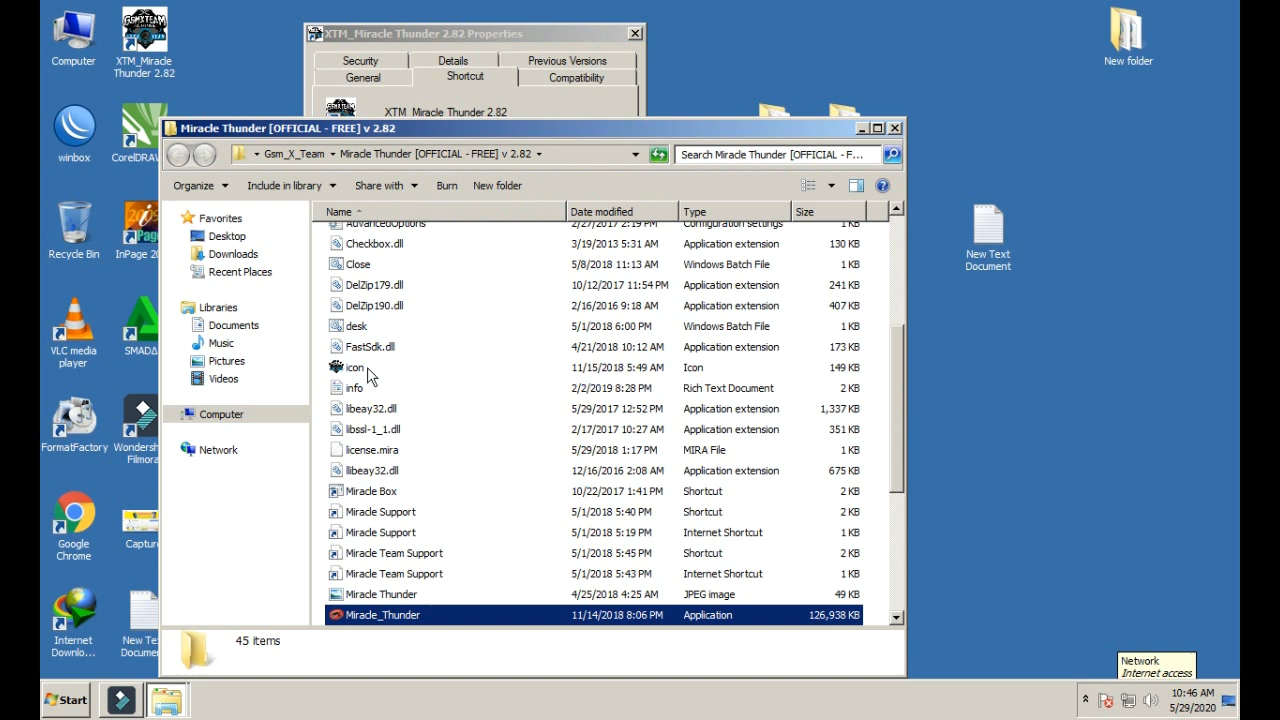 Computer
XTM_Miracle
Thunder 2.82
winbox
CorelDRAW
Recycle Bin
InPage 20
VLC media
player
SMADA
FormatFactory
Wondersh
Filmora
Google
Chrome
Captur
Internet
Downlo...
New Te
Docume
New folder
New Text
Document
XTM_Miracle Thunder 2.82 Properties
Security
Details
Previous Versions
General
Shortcut
Compatibility
XTM_Miracle Thunder 2.82
Miracle Thunder [OFFICIAL - FREE] v 2.82
Gsm_X_Team
Miracle Thunder [OFFICIAL - FREE] v 2.82
Search Miracle Thunder [OFFICIAL - F...
Organize
Include in library
Share with
Burn
New folder
Favorites
Desktop
Downloads
Recent Places
Libraries
Documents
Music
Pictures
Videos
Computer
Network
Name Date modified Type Size
AdvancedOptions 2/27/2017 2:19 PM Configuration settings 1 KB
Checkbox.dll 3/19/2013 5:31 AM Application extension 130 KB
Close 5/8/2018 11:13 AM Windows Batch File 1 KB
DelZip179.dll 10/12/2017 11:54 PM Application extension 241 KB
DelZip190.dll 2/16/2016 9:18 AM Application extension 407 KB
desk 5/1/2018 6:00 PM Windows Batch File 1 KB
FastSdk.dll 4/21/2018 10:12 AM Application extension 173 KB
icon 11/15/2018 5:49 AM Icon 149 KB
info 2/2/2019 8:28 PM Rich Text Document 2 KB
libeay32.dll 5/29/2017 12:52 PM Application extension 1,337 KB
libssl-1_1.dll 2/17/2017 10:27 AM Application extension 351 KB
license.mira 5/29/2018 1:17 PM MIRA File 1 KB
llibeay32.dll 12/16/2016 2:08 AM Application extension 675 KB
Miracle Box 10/22/2017 1:41 PM Shortcut 2 KB
Miracle Support 5/1/2018 5:40 PM Shortcut 2 KB
Miracle Support 5/1/2018 5:19 PM Internet Shortcut 1 KB
Miracle Team Support 5/1/2018 5:45 PM Shortcut 2 KB
Miracle Team Support 5/1/2018 5:43 PM Internet Shortcut 1 KB
Miracle Thunder 4/25/2018 4:25 AM JPEG image 49 KB
Miracle_Thunder 11/14/2018 8:06 PM Application 126,938 KB
45 items
Network
Internet access
Start
10:46 AM
5/29/2020